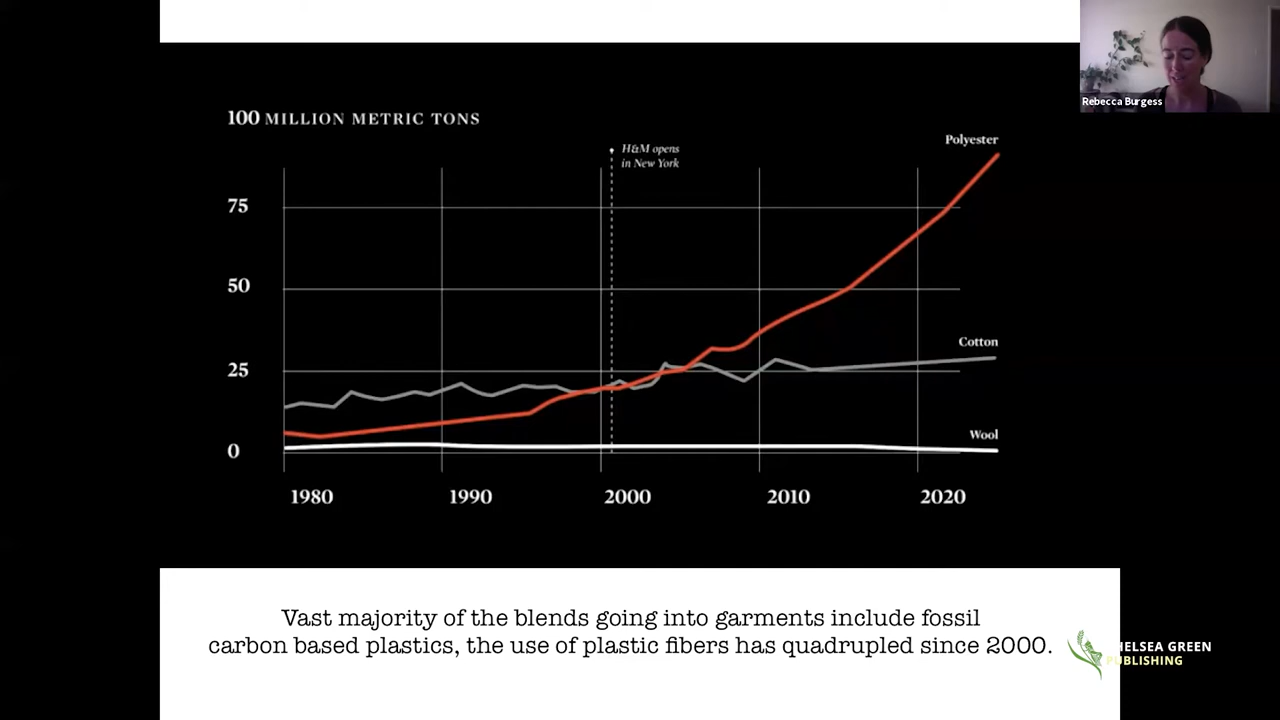 Rebecca Burgess
100 MILLION METRIC TONS
H&M opens
in New York
Polyester
75
50
Cotton
25
Wool
0
1980 1990 2000 2010 2020
Vast majority of the blends going into garments include fossil
carbon based plastics, the use of plastic fibers has quadrupled since 2000.
HELSEA GREEN
PUBLISHING